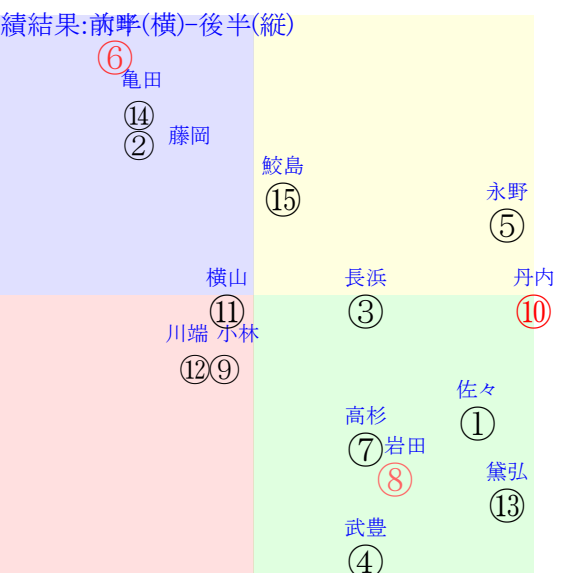 績結果:前半(横)-後半(縦)
⑥
亀田
⑭
②
藤岡
鮫島
⑮
永野
⑤
横山
⑪
長浜
③
丹内
⑩
川端
小林
⑫⑨
佐々
①
高杉
⑦
岩田
⑧
黛弘
⑬
武豊
④